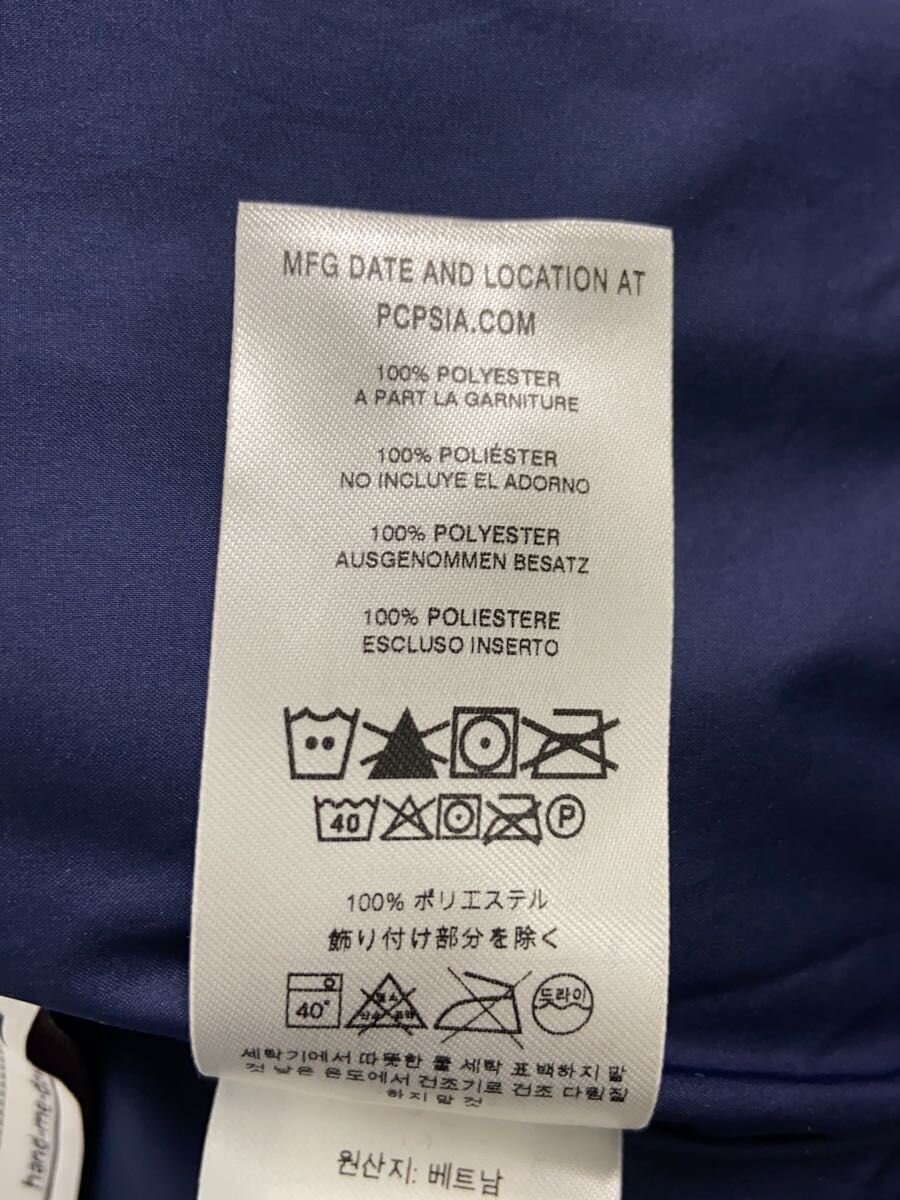 MFG DATE AND LOCATION AT
PCPSIA.COM
100% POLYESTER
A PART LA GARNITURE
100% POLIÉSTER
NO INCLUYE EL ADORNO
100% POLYESTER
AUSGENOMMEN BESATZ
100% POLIESTERE
ESCLUSO INSERTO
40
P
100% ポリエステル
飾り付け部分を除く
40°
드라이
세탁기에서 따뜻한 물 세탁 표백하지 말
것 낮은 온도에서 건조기로 건조 다림질
하지 말 것
원산지: 베트남
hand-me-do